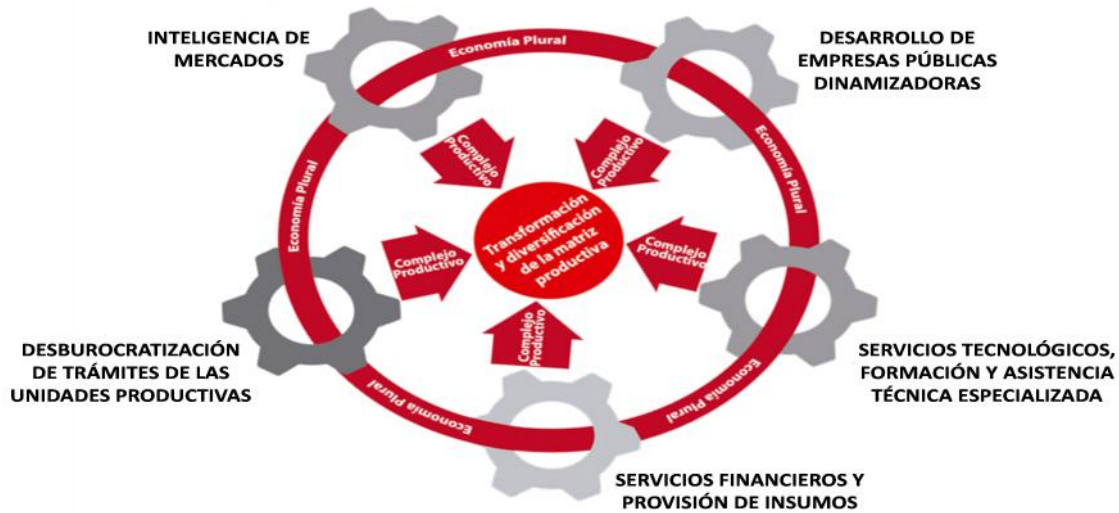 INTELIGENCIA DE
MERCADOS
Economía Plural
DESARROLLO DE
EMPRESAS PÚBLICAS
DINAMIZADORAS
Economía Plural
Economía Plural
Complejo
Productivo
Complejo
Productivo
Transformación
y diversificación
de la matriz
productiva
Complejo
Productivo
Complejo
Productivo
Complejo
Productivo
DESBUROCRATIZACIÓN
DE TRÁMITES DE LAS
UNIDADES PRODUCTIVAS
SERVICIOS TECNOLÓGICOS,
FORMACIÓN Y ASISTENCIA
TÉCNICA ESPECIALIZADA
Economía Plural
Economía Plural
SERVICIOS FINANCIEROS Y
PROVISIÓN DE INSUMOS